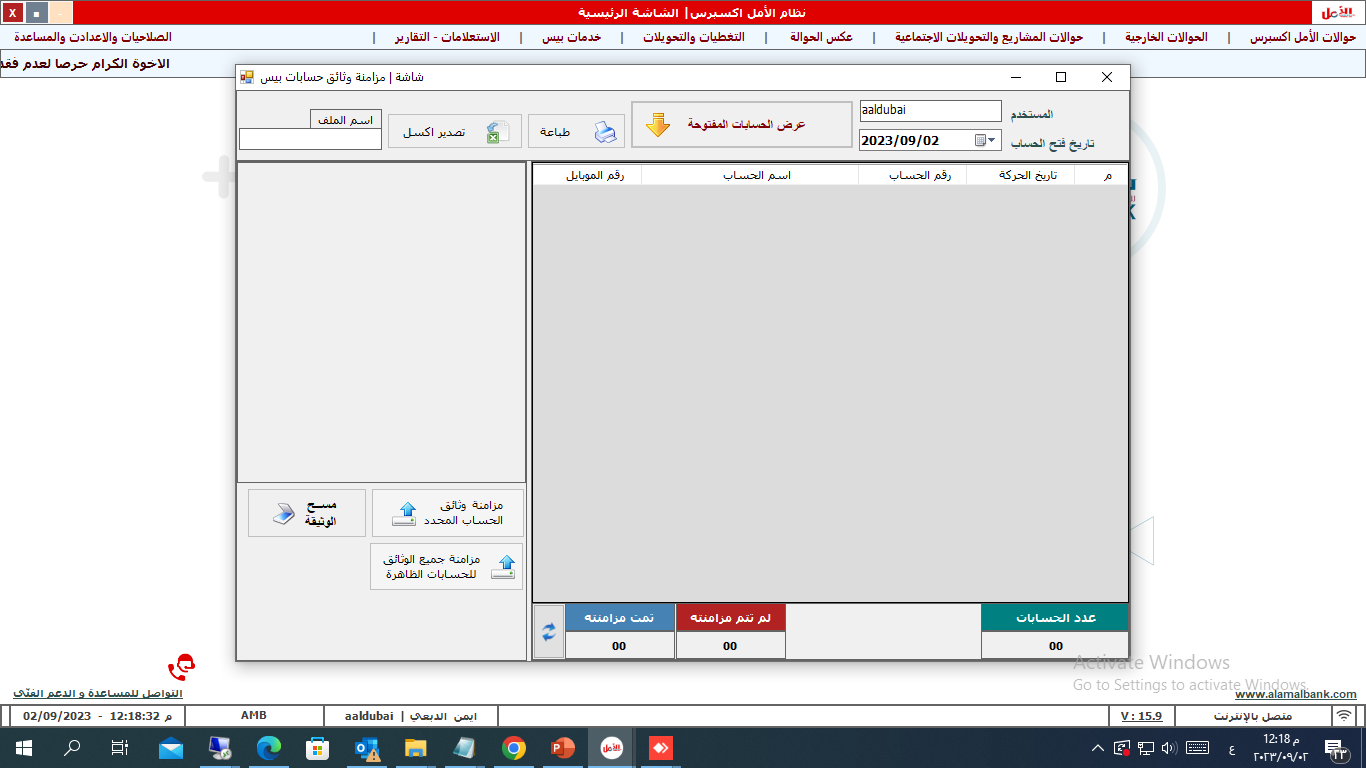 نظام الأمل اكسبرس| الشاشة الرئيسية
X
الأمل
حوالات الأمل اكسبرس | الحوالات الخارجية | حوالات المشاريع والتحويلات الاجتماعية | عكس الحوالة | التغطيات والتحويلات | خدمات بيس | الاستعلامات - التقارير | الصلاحيات والاعدادت والمساعدة
الاخوة الكرام حرصا لعدم فقد
شاشة | مزامنة وثائق حسابات بيس
المستخدم
aaldubai
تاريخ فتح الحساب
2023/09/02
عرض الحسابات المفتوحة
طباعة
تصدير اكسل
اسم الملف
م
تاريخ الحركة
رقم الحساب
اسم الحساب
رقم الموبايل
مزامنة وثائق
الحساب المحدد
مسح
الوثيقة
مزامنة جميع الوثائق
للحسابات الظاهرة
عدد الحسابات
لم تتم مزامنته
تمت مزامنته
00
00
00
Activate Windows
Go to Settings to activate Windows.
www.alamalbank.com
التواصل للمساعدة و الدعم الفني
متصل بالإنترنت
V : 15.9
ايمن الدبعي | aaldubai
AMB
02/09/2023 - 12:18:32 م
12:18 م
٢٠٢٣/٠٩/٠٢
ع
٢٣
الأمل